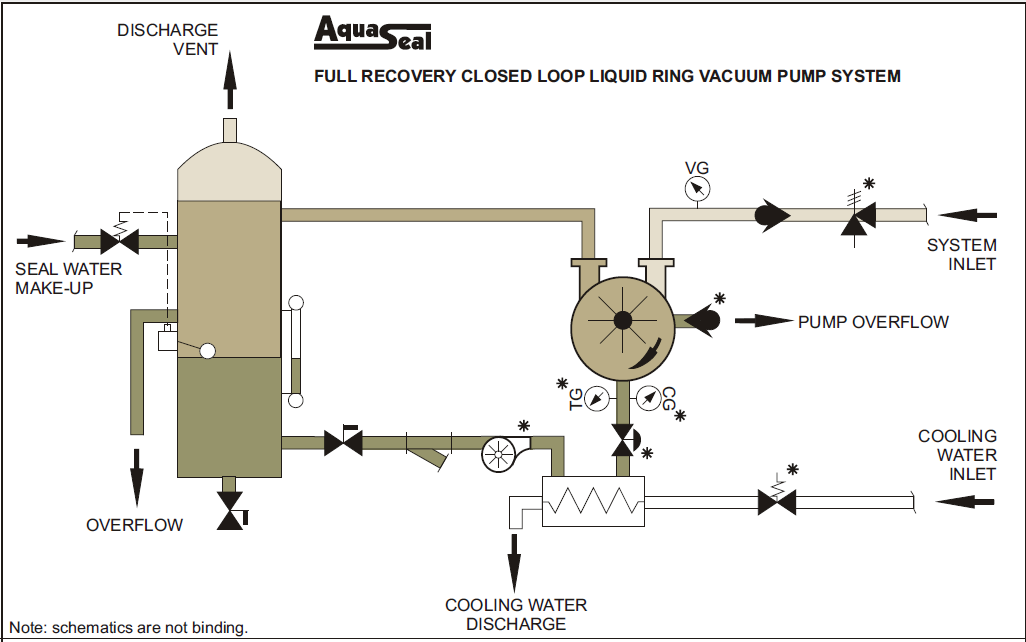 DISCHARGE
VENT
AquaSeal
FULL RECOVERY CLOSED LOOP LIQUID RING VACUUM PUMP SYSTEM
VG
*
SYSTEM
INLET
SEAL WATER
MAKE-UP
*
PUMP OVERFLOW
*
TG
CG
*
*
*
COOLING
WATER
INLET
*
OVERFLOW
COOLING WATER
DISCHARGE
Note: schematics are not binding.